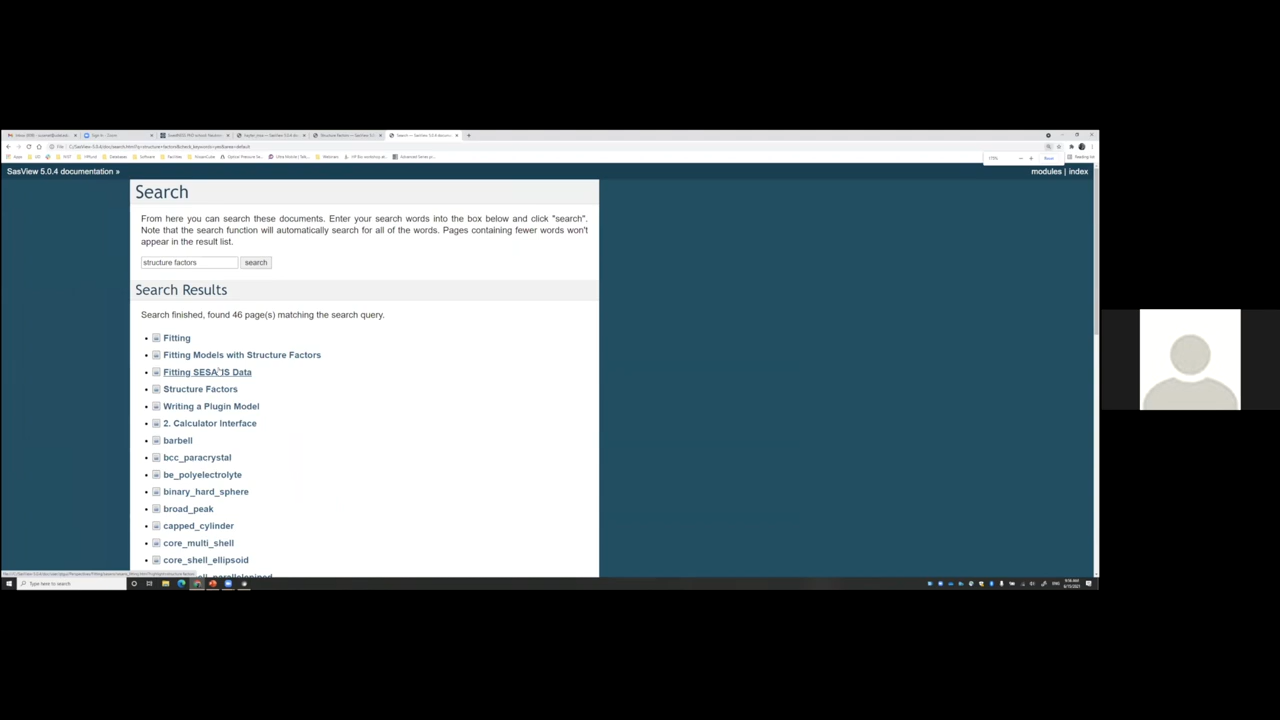 SasView 5.0.4 documentation »
modules | index
Search
From here you can search these documents. Enter your search words into the box below and click "search".
Note that the search function will automatically search for all of the words. Pages containing fewer words won't
appear in the result list.
structure factors
search
Search Results
Search finished, found 46 page(s) matching the search query.
Fitting
Fitting Models with Structure Factors
Fitting SESANS Data
Structure Factors
Writing a Plugin Model
2. Calculator Interface
barbell
bcc_paracrystal
be_polyelectrolyte
binary_hard_sphere
broad_peak
capped_cylinder
core_multi_shell
core_shell_ellipsoid
Type here to search